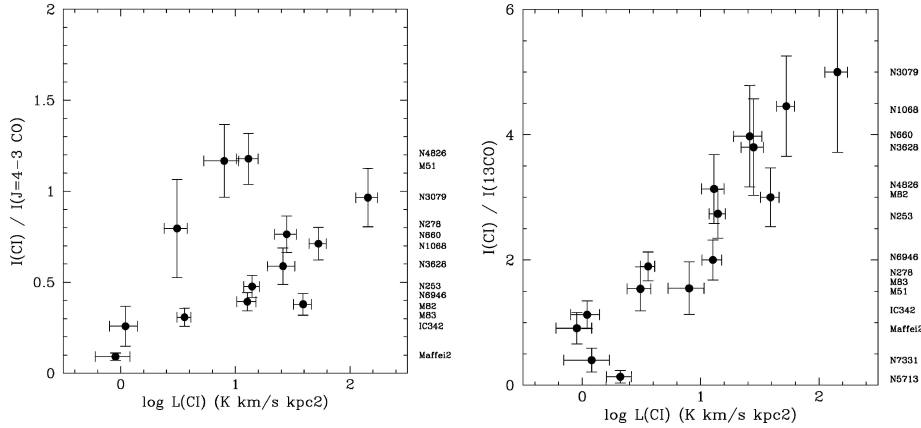 2
1.5
1
0.5
0
0
1
2
I(CI) / I(J=4-3 CO)
log L(CI) (K km/s kpc2)
N4826
M51
N3079
N278
N660
N1068
N3628
N253
N6946
M82
M83
IC342
Maffei2
6
4
2
0
0
1
2
I(CI) / I(13CO)
log L(CI) (K km/s kpc2)
N3079
N1068
N660
N3628
N4826
M82
N253
N6946
N278
M83
M51
IC342
Maffei2
N7331
N5713